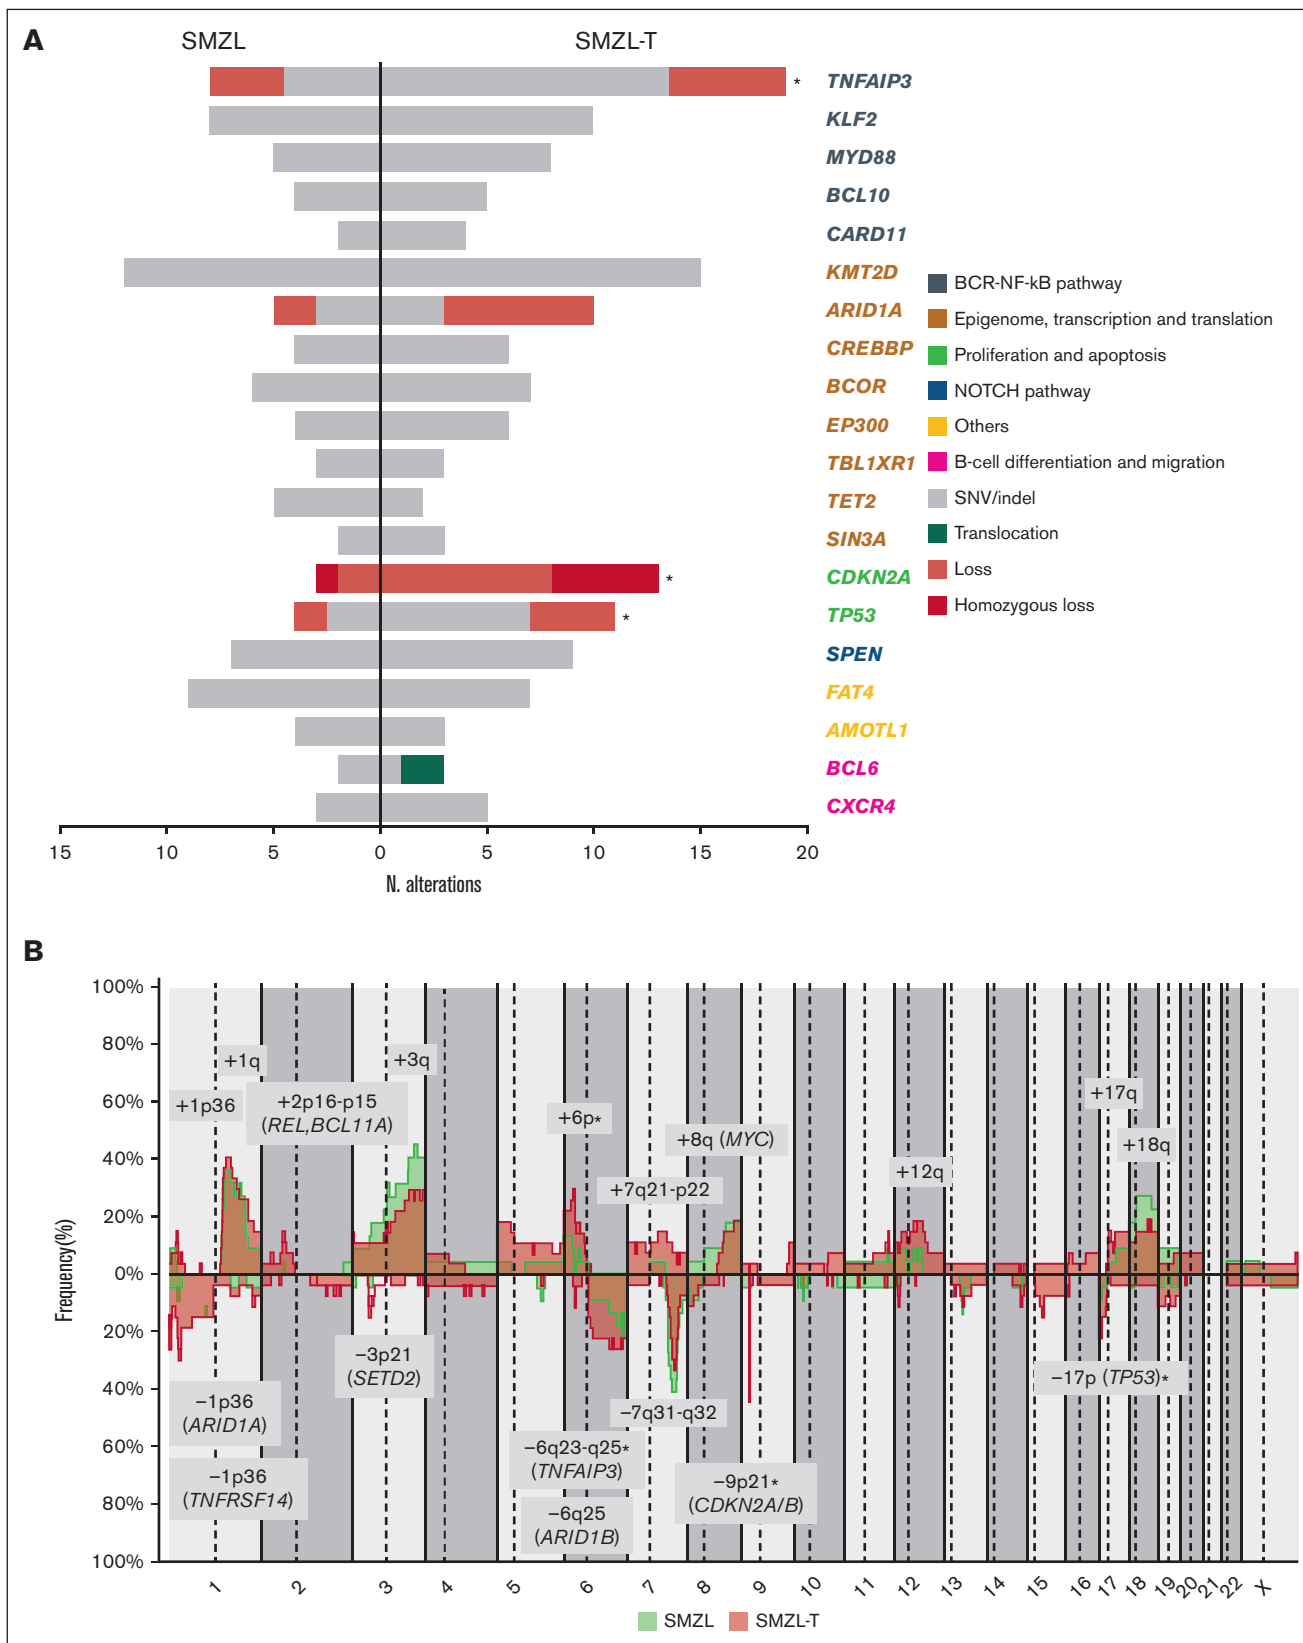 A
SMZL
SMZL-T
*
TNFAIP3
KLF2
MYD88
BCL10
CARD11
KMT2D
ARID1A
CREBBP
BCOR
EP300
TBL1XR1
TET2
SIN3A
*
CDKN2A
*
TP53
SPEN
FAT4
AMOTL1
BCL6
CXCR4
BCR-NF-kB pathway
Epigenome, transcription and translation
Proliferation and apoptosis
NOTCH pathway
Others
B-cell differentiation and migration
SNV/indel
Translocation
Loss
Homozygous loss
15 10 5 0 5 10 15 20
N. alterations
B
Frequency(%)
100%
80%
60%
40%
20%
0%
20%
40%
60%
80%
100%
+1q
+3q
+1p36
+2p16-p15
(REL,BCL11A)
+6p*
+8q (MYC)
+7q21-p22
+12q
+17q
+18q
−3p21
(SETD2)
−1p36
(ARID1A)
−1p36
(TNFRSF14)
−7q31-q32
−6q23-q25*
(TNFAIP3)
−6q25
(ARID1B)
−9p21*
(CDKN2A/B)
−17p (TP53)*
1 2 3 4 5 6 7 8 9 10 11 12 13 14 15 16 17 18 19 20 21 22 X
SMZL
SMZL-T